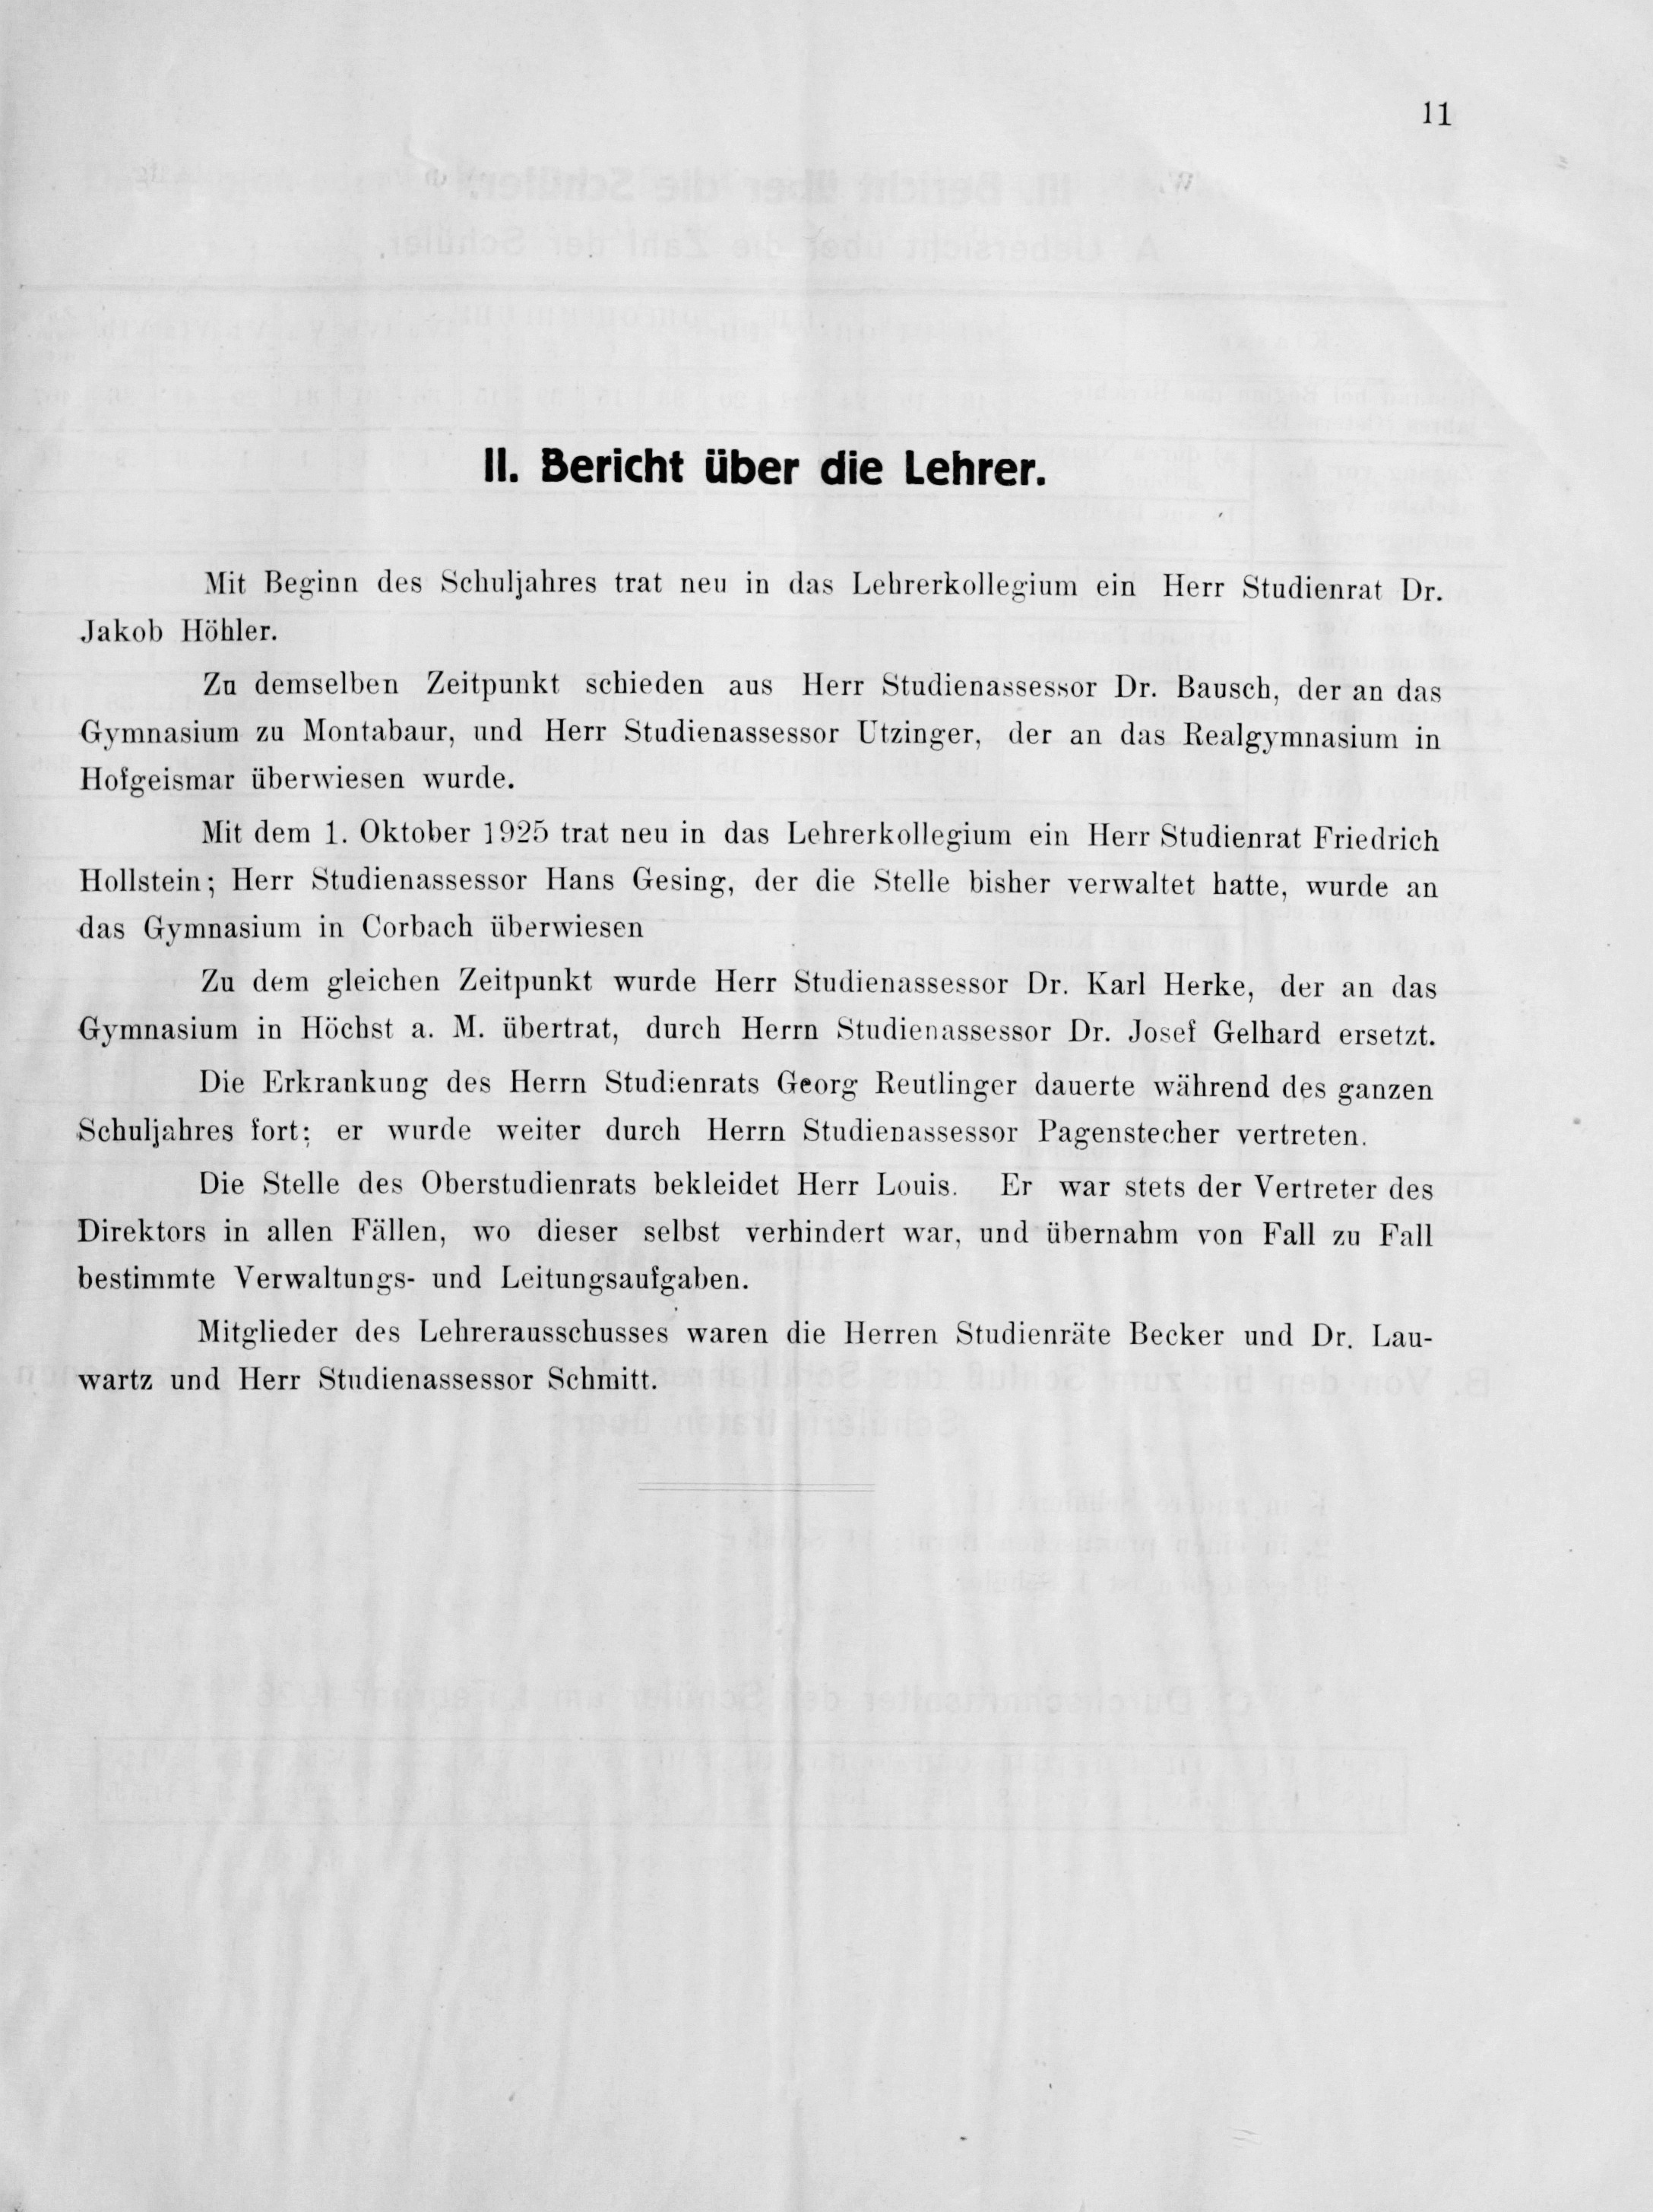 11
II. Bericht über die Lehrer.
Mit Beginn des Schuljahres trat neu in das Lehrerkollegium ein Herr Studienrat Dr.
Jakob Höhler.
Zu demselben Zeitpunkt schieden aus Herr Studienassessor Dr. Bausch, der an das
Gymnasium zu Montabaur, und Herr Studienassessor Utzinger, der an das Realgymnasium in
Hofgeismar überwiesen wurde.
Mit dem 1. Oktober 1925 trat neu in das Lehrerkollegium ein Herr Studienrat Friedrich
Hollstein; Herr Studienassessor Hans Gesing, der die Stelle bisher verwaltet hatte, wurde an
das Gymnasium in Corbach überwiesen
Zu dem gleichen Zeitpunkt wurde Herr Studienassessor Dr. Karl Herke, der an das
Gymnasium in Höchst a. M. übertrat, durch Herrn Studienassessor Dr. Josef Gelhard ersetzt.
Die Erkrankung des Herrn Studienrats Georg Reutlinger dauerte während des ganzen
Schuljahres fort; er wurde weiter durch Herrn Studienassessor Pagenstecher vertreten.
Die Stelle des Oberstudienrats bekleidet Herr Louis. Er war stets der Vertreter des
Direktors in allen Fällen, wo dieser selbst verhindert war, und übernahm von Fall zu Fall
bestimmte Verwaltungs- und Leitungsaufgaben.
Mitglieder des Lehrerausschusses waren die Herren Studienräte Becker und Dr. Lau-
wartz und Herr Studienassessor Schmitt.